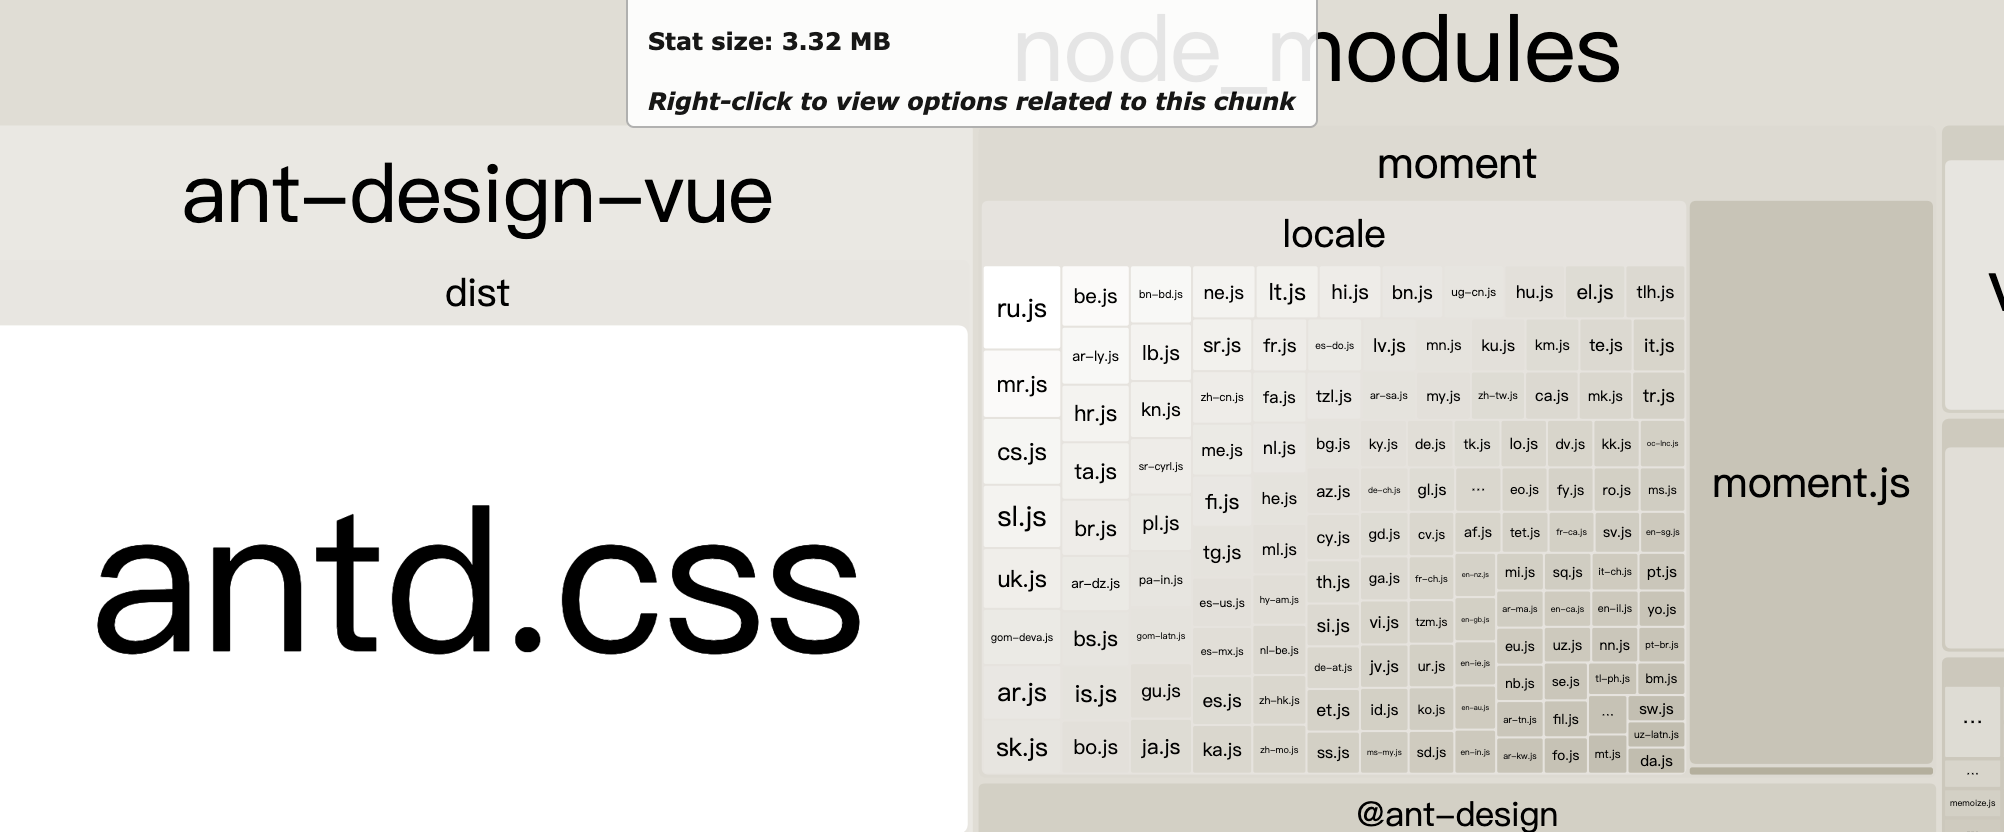 Stat size: 3.32 MB
node_modules
Right-click to view options related to this chunk
ant-design-vue
dist
antd.css
moment
locale
ru.js be.js bn-bd.js ne.js lt.js hi.js bn.js ug-cn.js hu.js el.js tlh.js
ar-ly.js lb.js sr.js fr.js es-do.js lv.js mn.js ku.js km.js te.js it.js
mr.js hr.js kn.js zh-cn.js fa.js tzl.js ar-sa.js my.js zh-tw.js ca.js mk.js tr.js
cs.js ta.js sr-cyrl.js me.js nl.js bg.js ky.js de.js tk.js lo.js dv.js kk.js oc-lnc.js
sl.js br.js pl.js fi.js he.js az.js de-ch.js gl.js ... eo.js fy.js ro.js ms.js
tg.js ml.js cy.js gd.js cv.js af.js tet.js fr-ca.js sv.js en-sg.js
uk.js ar-dz.js pa-in.js es-us.js hy-am.js th.js ga.js fr-ch.js en-nz.js mi.js sq.js it-ch.js pt.js
ar-ma.js en-ca.js en-il.js yo.js
gom-deva.js bs.js gom-latn.js es-mx.js nl-be.js si.js vi.js tzm.js en-gb.js eu.js uz.js nn.js pt-br.js
de-at.js jv.js ur.js en-ie.js nb.js se.js tl-ph.js bm.js
ar.js is.js gu.js es.js zh-hk.js et.js id.js ko.js en-au.js ar-tn.js fil.js ... sw.js
uz-latn.js
sk.js bo.js ja.js ka.js zh-mo.js ss.js ms-my.js sd.js en-in.js ar-kw.js fo.js mt.js da.js
moment.js
@ant-design
...
...
memoize.js